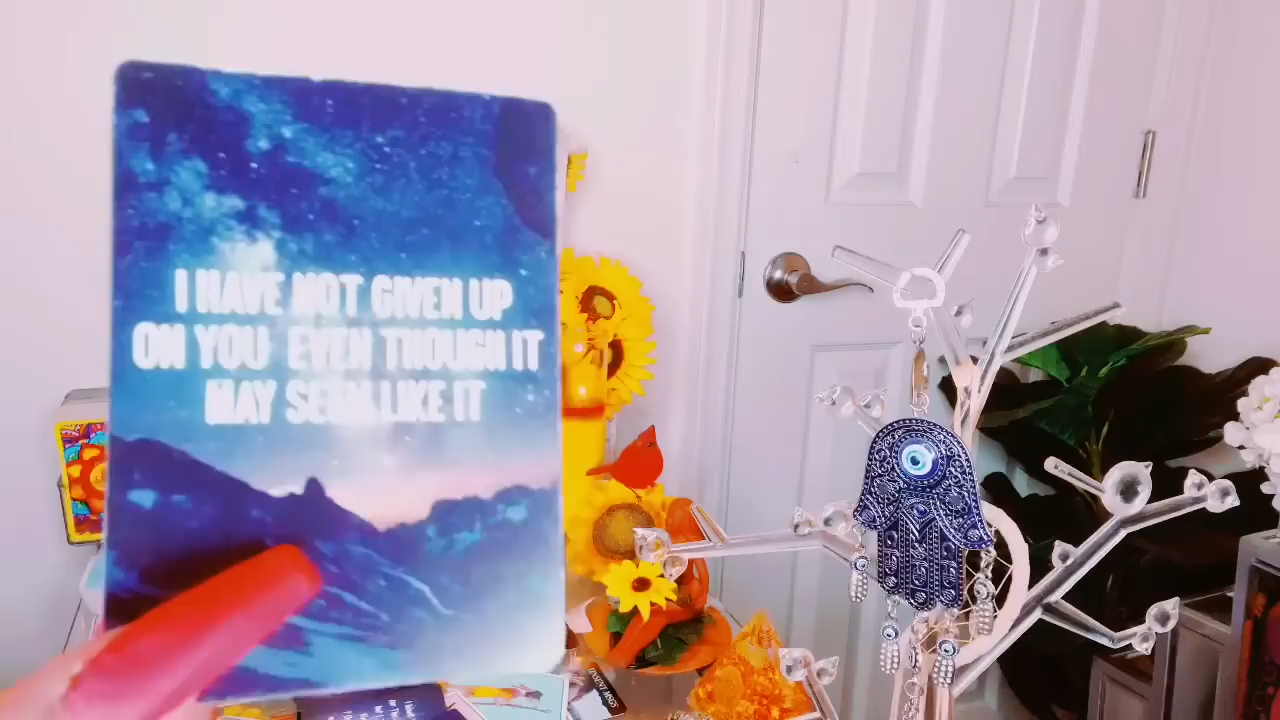 I HAVE NOT GIVEN UP
ON YOU EVEN THOUGH IT
MAY SEEM LIKE IT